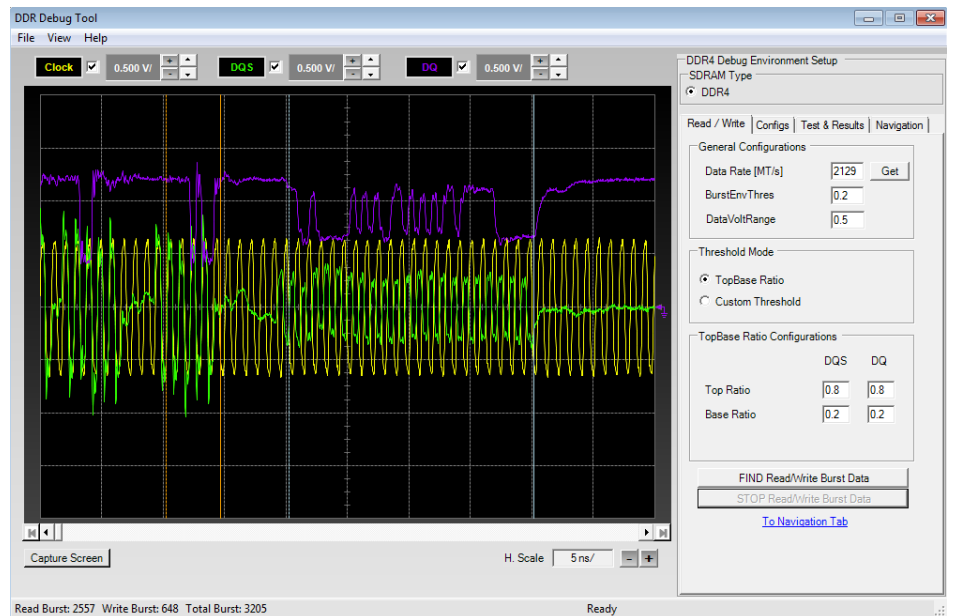 DDR Debug Tool
File View Help
Clock 0.500 V/ + - DQS 0.500 V/ + - DQ 0.500 V/ + -
DDR4 Debug Environment Setup
SDRAM Type
DDR4
Read / Write Configs Test & Results Navigation
General Configurations
Data Rate [MT/s] 2129 Get
BurstEnvThres 0.2
DataVoltRange 0.5
Threshold Mode
TopBase Ratio
Custom Threshold
TopBase Ratio Configurations
DQS DQ
Top Ratio 0.8 0.8
Base Ratio 0.2 0.2
FIND Read/Write Burst Data
STOP Read/Write Burst Data
To Navigation Tab
Capture Screen H. Scale 5 ns/ - +
Read Burst: 2557 Write Burst: 648 Total Burst: 3205 Ready